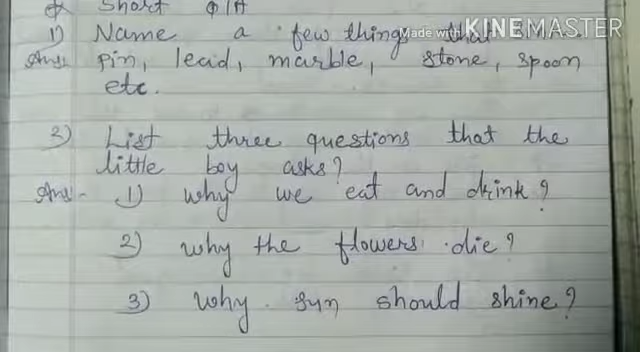 Q Short Q/A
Made with KINEMASTER
1) Name a few things that
Ans: pin, lead, marble, stone, spoon
etc.
3) List three questions that the
little boy asks?
Ans:- 1) why we eat and drink?
2) why the flowers die?
3) why sun should shine?